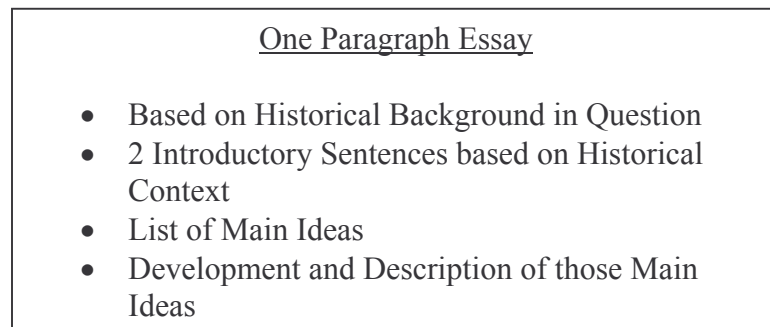 One Paragraph Essay
• Based on Historical Background in Question
• 2 Introductory Sentences based on Historical
Context
• List of Main Ideas
• Development and Description of those Main
Ideas